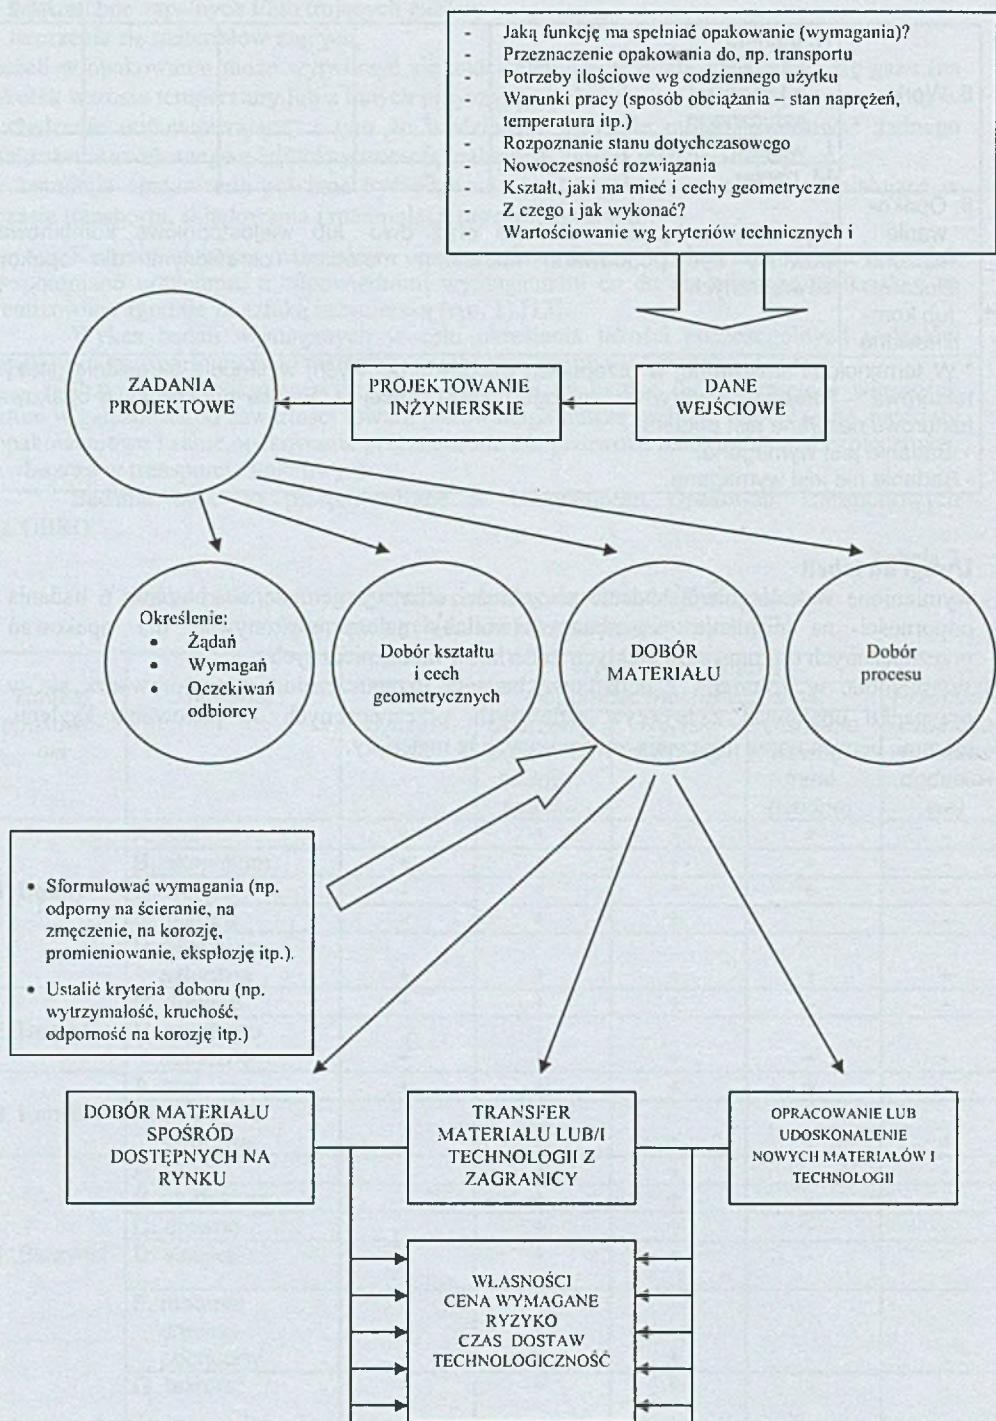 - Jaką funkcję ma spełniać opakowanie (wymagania)?
- Przeznaczenie opakowania do, np. transportu
- Potrzeby ilościowe wg codziennego użytku
- Warunki pracy (sposób obciążania – stan naprężeń,
temperatura itp.)
- Rozpoznanie stanu dotychczasowego
- Nowoczesność rozwiązania
- Kształt, jaki ma mieć i cechy geometryczne
- Z czego i jak wykonać?
- Wartościowanie wg kryteriów technicznych i
ZADANIA
PROJEKTOWE
PROJEKTOWANIE
INŻYNIERSKIE
DANE
WEJŚCIOWE
Określenie:
• Żądań
• Wymagań
• Oczekiwań
odbiorcy
Dobór kształtu
i cech
geometrycznych
DOBÓR
MATERIAŁU
Dobór
procesu
• Sformułować wymagania (np.
odporny na ścieranie, na
zmęczenie, na korozję,
promieniowanie, eksplozję itp.).
• Ustalić kryteria doboru (np.
wytrzymałość, kruchość,
odporność na korozję itp.)
DOBÓR MATERIAŁU
SPOŚRÓD
DOSTĘPNYCH NA
RYNKU
TRANSFER
MATERIAŁU LUB/I
TECHNOLOGII Z
ZAGRANICY
OPRACOWANIE LUB
UDOSKONALENIE
NOWYCH MATERIAŁÓW I
TECHNOLOGII
WŁASNOŚCI
CENA WYMAGANE
RYZYKO
CZAS DOSTAW
TECHNOLOGICZNOŚĆ